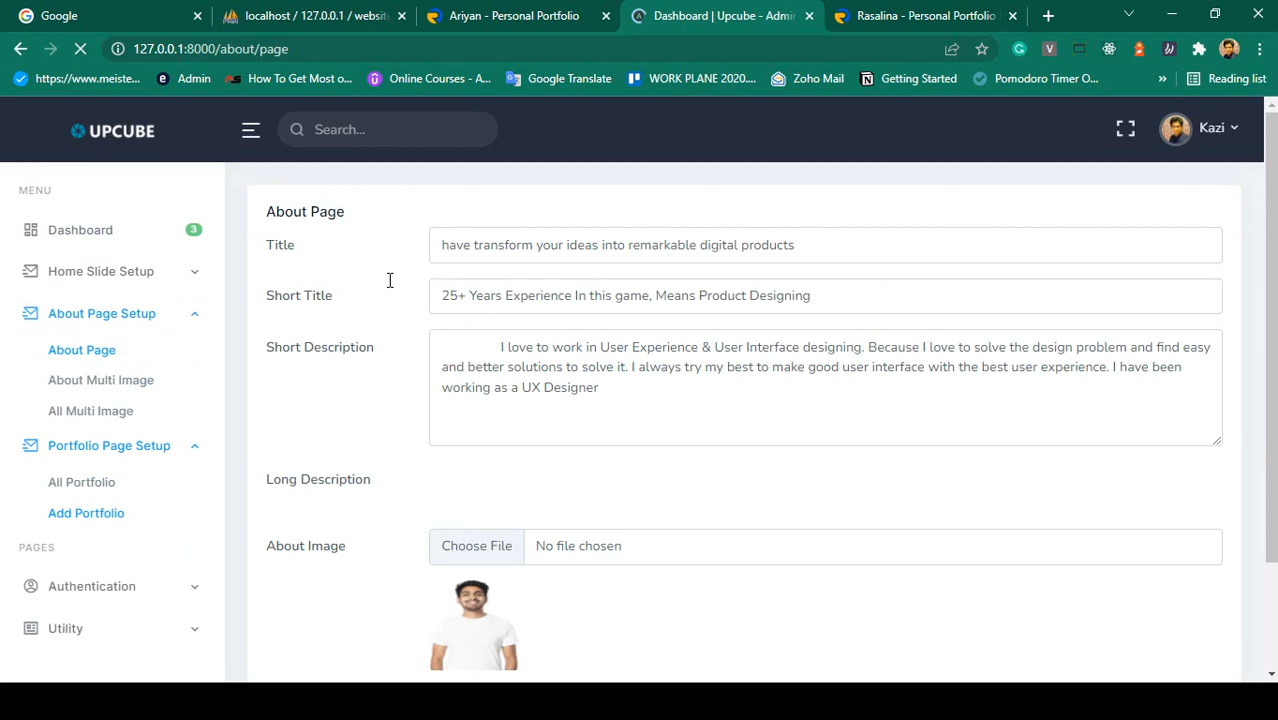 Google
localhost / 127.0.0.1 / website
Ariyan - Personal Portfolio
Dashboard | Upcube - Admi
Rasalina - Personal Portfolio
127.0.0.1:8000/about/page
https://www.meiste...
Admin
How To Get Most o...
Online Courses - A...
Google Translate
WORK PLANE 2020....
Zoho Mail
Getting Started
Pomodoro Timer O...
»
Reading list
UPCUBE
Search...
Kazi
MENU
Dashboard
3
Home Slide Setup
About Page Setup
About Page
About Multi Image
All Multi Image
Portfolio Page Setup
All Portfolio
Add Portfolio
PAGES
Authentication
Utility
About Page
Title
have transform your ideas into remarkable digital products
Short Title
25+ Years Experience In this game, Means Product Designing
Short Description
I love to work in User Experience & User Interface designing. Because I love to solve the design problem and find easy
and better solutions to solve it. I always try my best to make good user interface with the best user experience. I have been
working as a UX Designer
Long Description
About Image
Choose File
No file chosen